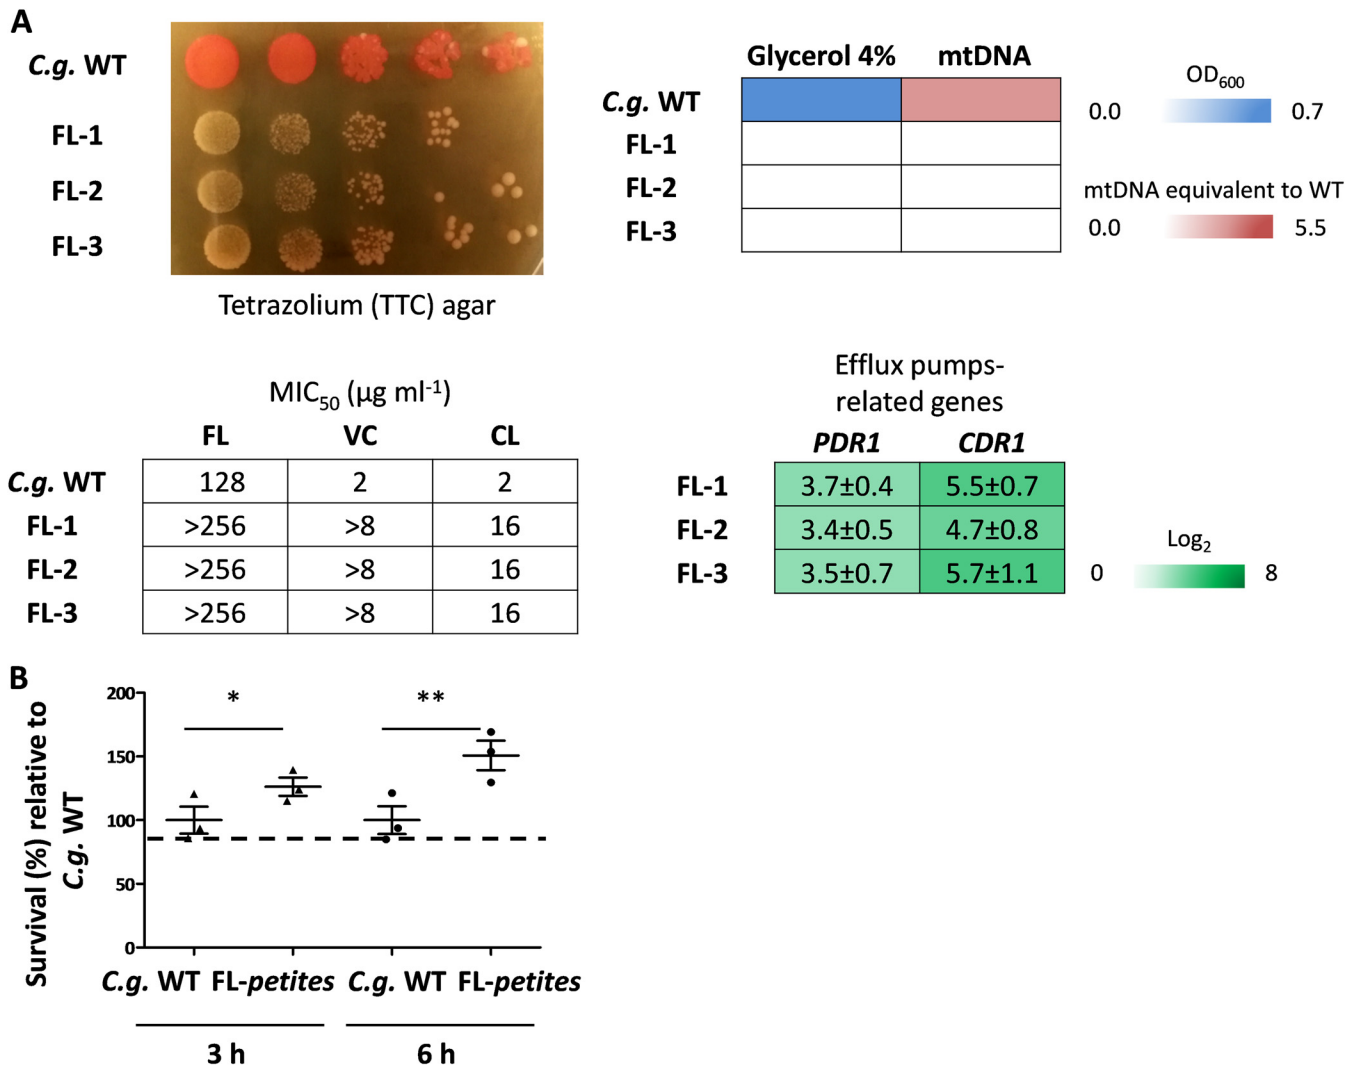 A
C.g. WT
FL-1
FL-2
FL-3
Tetrazolium (TTC) agar
Glycerol 4% mtDNA
C.g. WT
FL-1
FL-2
FL-3
OD600
0.0 0.7
mtDNA equivalent to WT
0.0 5.5
MIC50 (µg ml-1)
FL VC CL
C.g. WT 128 2 2
FL-1 >256 >8 16
FL-2 >256 >8 16
FL-3 >256 >8 16
Efflux pumps-
related genes
PDR1 CDR1
FL-1 3.7±0.4 5.5±0.7
FL-2 3.4±0.5 4.7±0.8
FL-3 3.5±0.7 5.7±1.1
Log2
0 8
B
Survival (%) relative to
C.g. WT
200
150
100
50
0
* **
C.g. WT FL-petites C.g. WT FL-petites
3 h 6 h